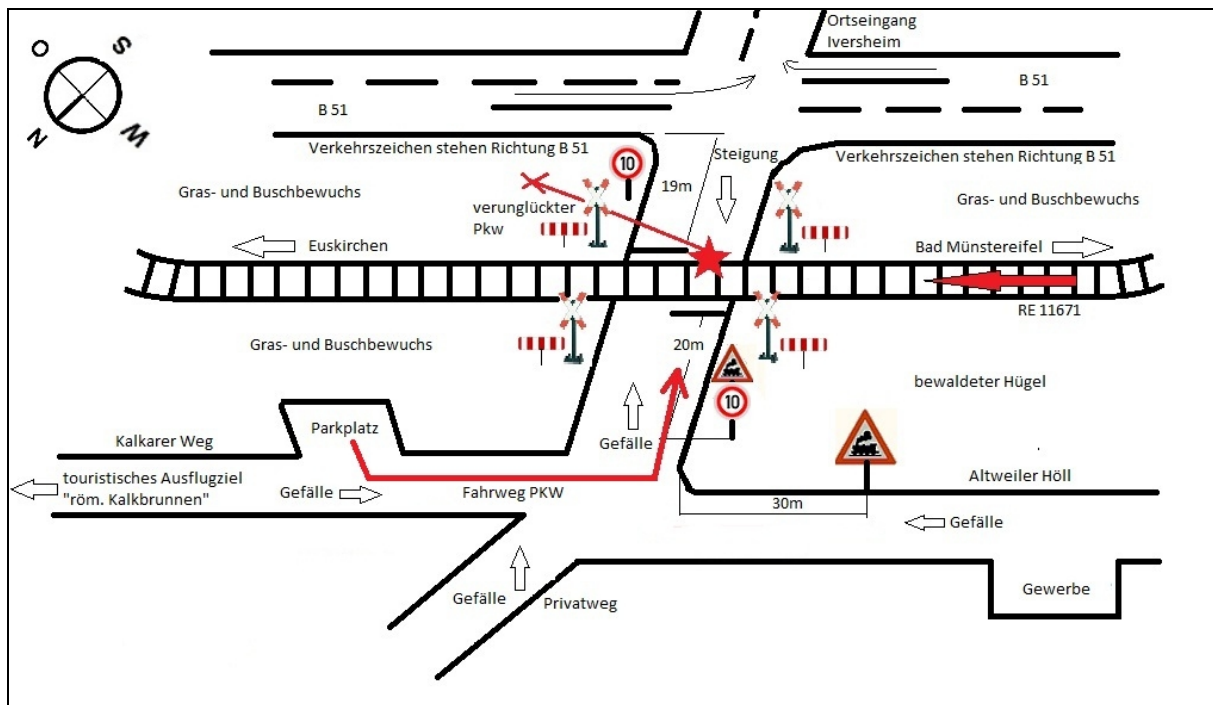 Ortseingang
Iversheim
O
S
N
W
B 51
B 51
Verkehrszeichen stehen Richtung B 51
Steigung
Verkehrszeichen stehen Richtung B 51
10
19m
Gras- und Buschbewuchs
verunglückter
Pkw
Gras- und Buschbewuchs
Euskirchen
Bad Münstereifel
RE 11671
Gras- und Buschbewuchs
20m
bewaldeter Hügel
10
Parkplatz
Gefälle
Kalkarer Weg
touristisches Ausflugziel
"röm. Kalkbrunnen"
Gefälle
Fahrweg PKW
Altweiler Höll
30m
Gefälle
Gefälle
Privatweg
Gewerbe